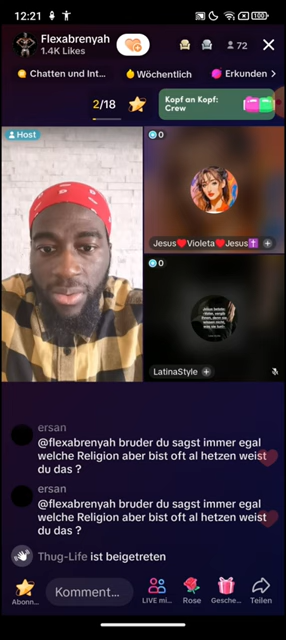 12:21
100
Flexabrenyah
1.4K Likes
72
Chatten und Int...
Wöchentlich
Erkunden
2/18
Kopf an Kopf:
Crew
Host
0
Jesus❤️Violeta❤️Jesus✝️ +
0
LatinaStyle +
ersan
@flexabrenyah bruder du sagst immer egal
welche Religion aber bist oft al hetzen weist
du das ?
ersan
@flexabrenyah bruder du sagst immer egal
welche Religion aber bist oft al hetzen weist
du das ?
Thug-Life ist beigetreten
Komment...
Abonn...
LIVE mi...
Rose
Gesche...
Teilen